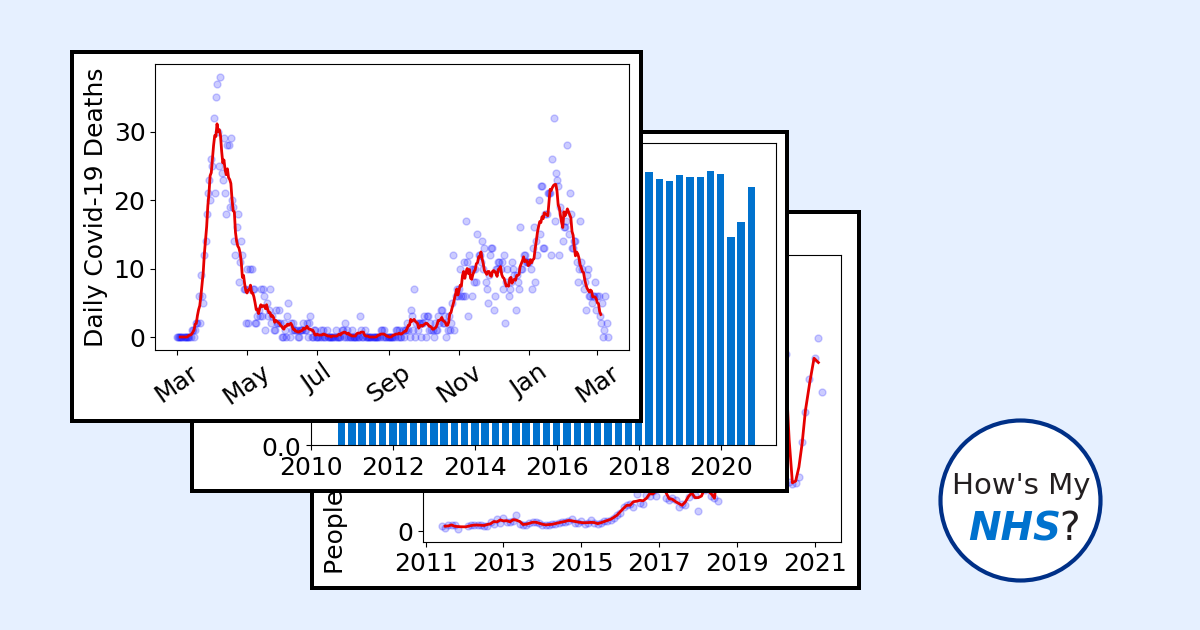 Daily Covid-19 Deaths
30
20
10
0
Mar May Jul Sep Nov Jan Mar
0.0
2010 2012 2014 2016 2018 2020
People
0
2011 2013 2015 2017 2019 2021
How's My
NHS?